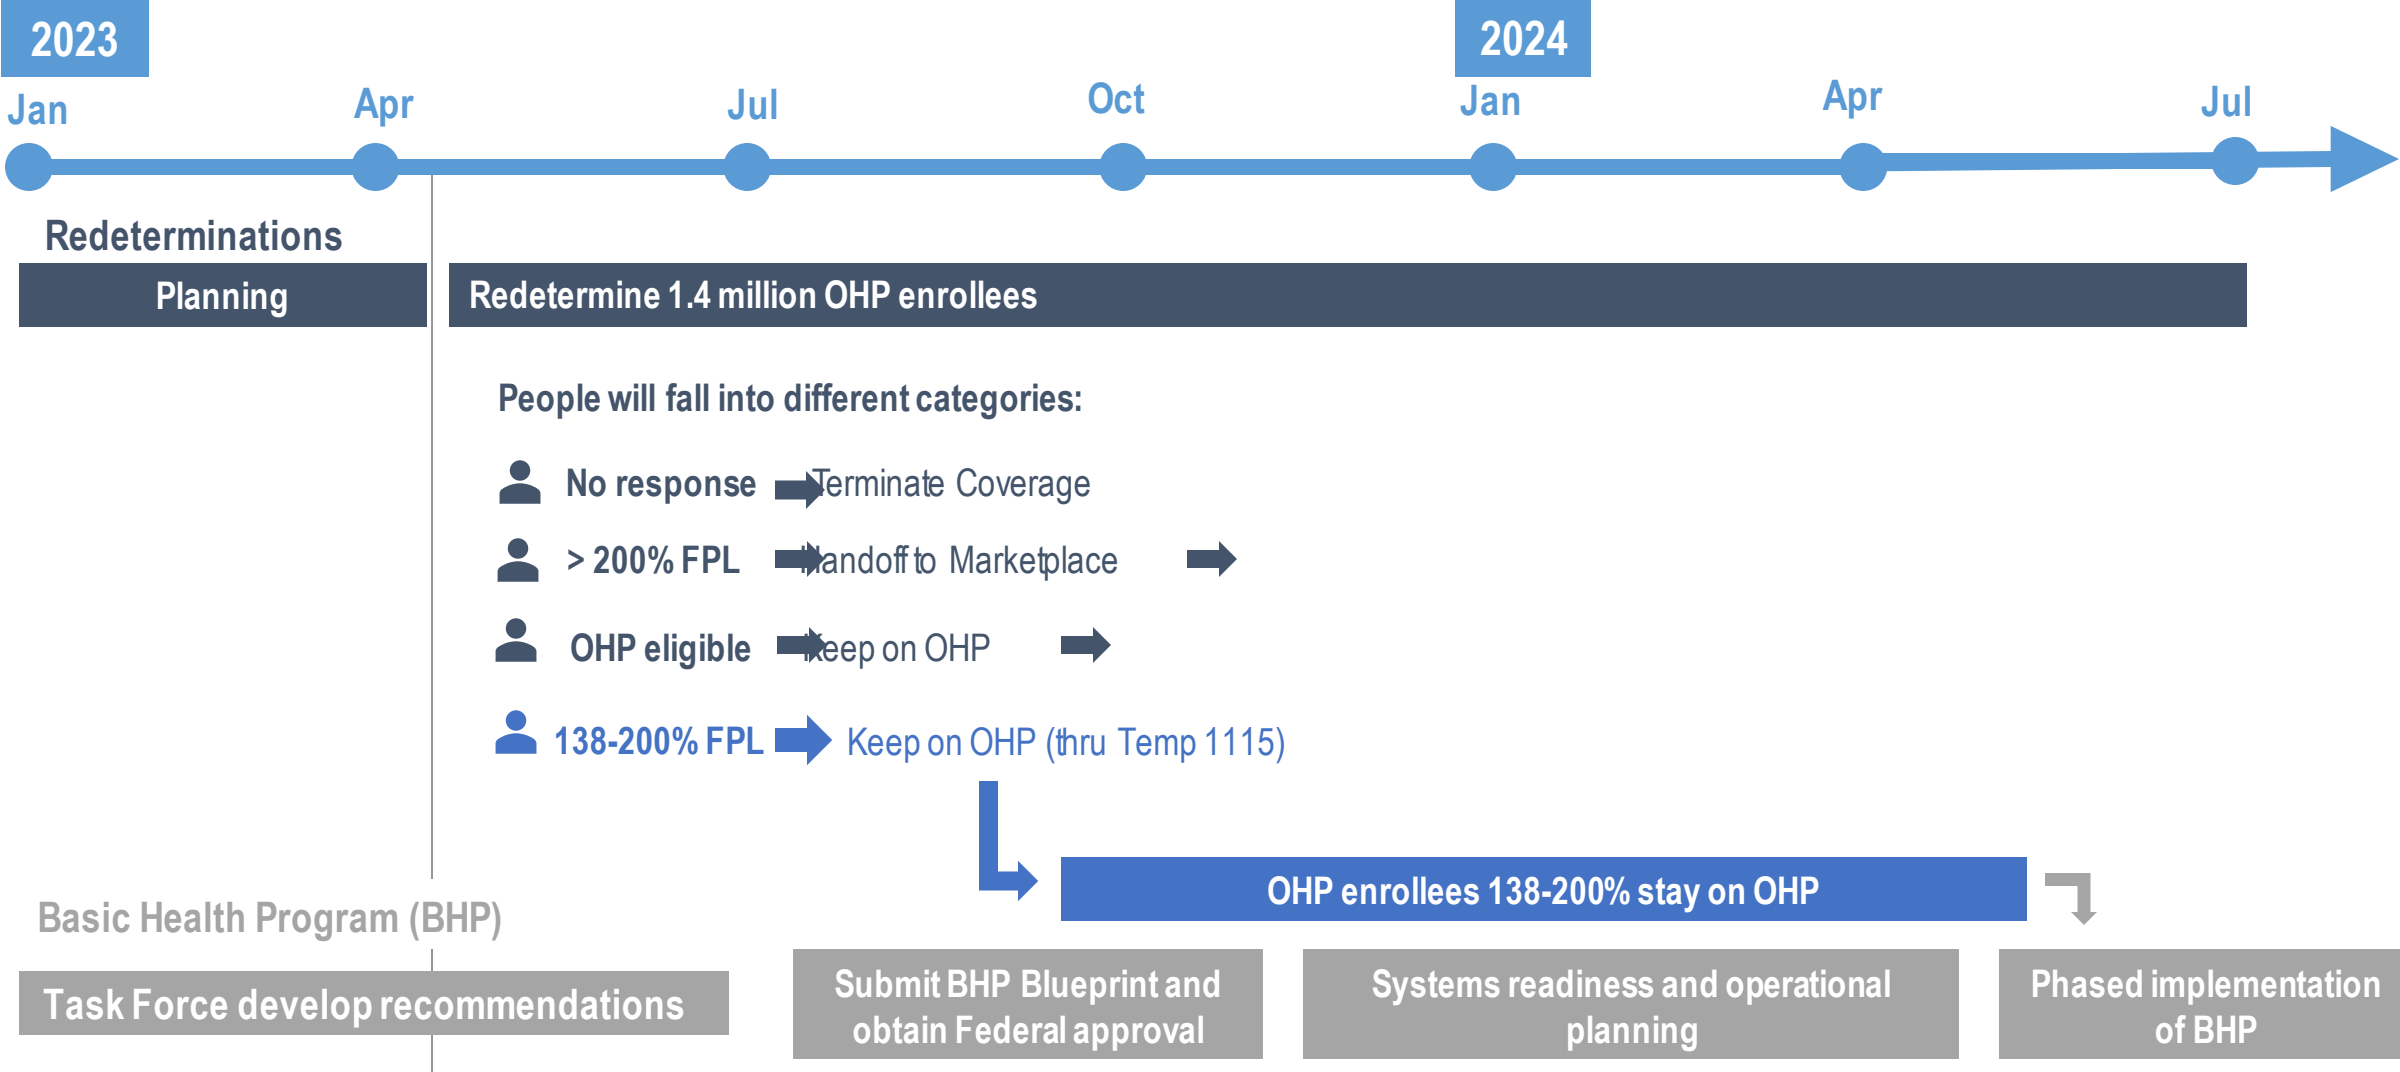 2023
2024
Jan
Apr
Jul
Oct
Jan
Apr
Jul
Redeterminations
Planning
Redetermine 1.4 million OHP enrollees
People will fall into different categories:
No response Terminate Coverage
> 200% FPL Handoff to Marketplace
OHP eligible Keep on OHP
138-200% FPL Keep on OHP (thru Temp 1115)
OHP enrollees 138-200% stay on OHP
Basic Health Program (BHP)
Task Force develop recommendations
Submit BHP Blueprint and
obtain Federal approval
Systems readiness and operational
planning
Phased implementation
of BHP